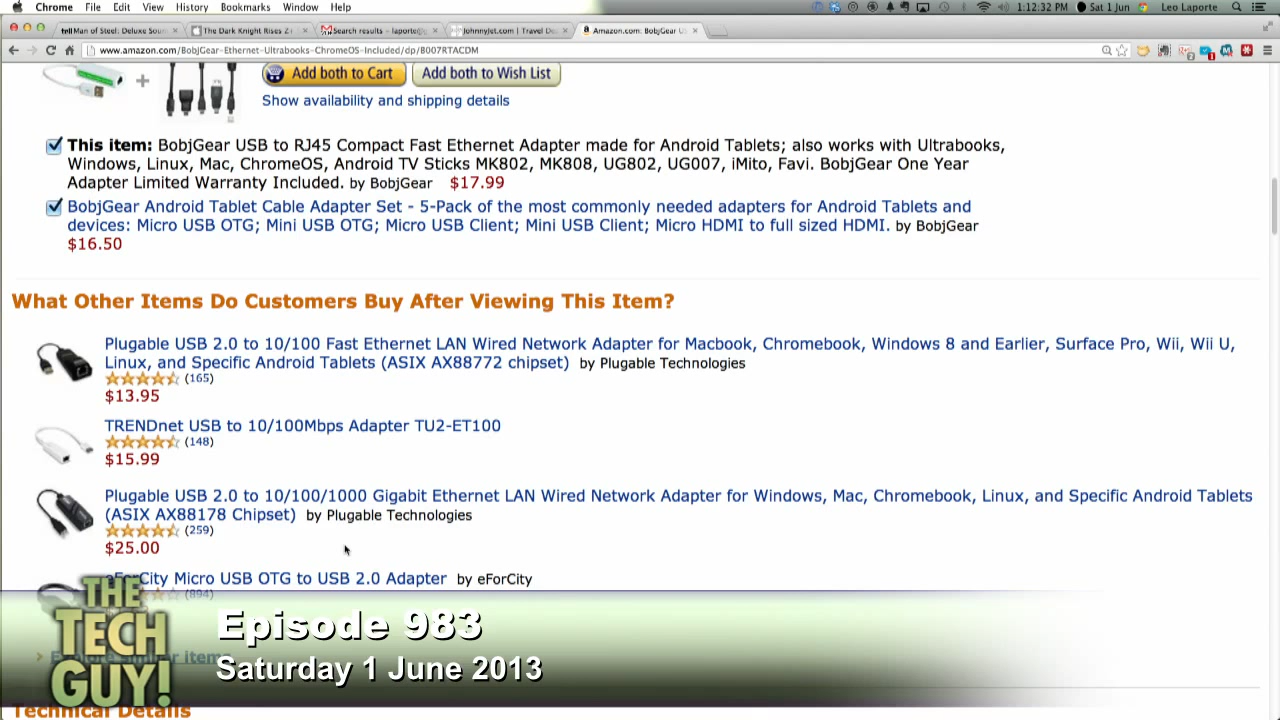 Chrome File Edit View History Bookmarks Window Help 1:12:32 PM Sat 1 Jun Leo Laporte
tell Man of Steel: Deluxe Soun The Dark Knight Rises Z Search results - laporte@g JohnnyJet.com | Travel De Amazon.com: BobjGear U
www.amazon.com/BobjGear-Ethernet-Ultrabooks-ChromeOS-Included/dp/B007RTACDM
Add both to Cart Add both to Wish List
Show availability and shipping details
This item: BobjGear USB to RJ45 Compact Fast Ethernet Adapter made for Android Tablets; also works with Ultrabooks,
Windows, Linux, Mac, ChromeOS, Android TV Sticks MK802, MK808, UG802, UG007, iMito, Favi. BobjGear One Year
Adapter Limited Warranty Included. by BobjGear $17.99
BobjGear Android Tablet Cable Adapter Set - 5-Pack of the most commonly needed adapters for Android Tablets and
devices: Micro USB OTG; Mini USB OTG; Micro USB Client; Mini USB Client; Micro HDMI to full sized HDMI. by BobjGear
$16.50
What Other Items Do Customers Buy After Viewing This Item?
Plugable USB 2.0 to 10/100 Fast Ethernet LAN Wired Network Adapter for Macbook, Chromebook, Windows 8 and Earlier, Surface Pro, Wii, Wii U,
Linux, and Specific Android Tablets (ASIX AX88772 chipset) by Plugable Technologies
(165)
$13.95
TRENDnet USB to 10/100Mbps Adapter TU2-ET100
(148)
$15.99
Plugable USB 2.0 to 10/100/1000 Gigabit Ethernet LAN Wired Network Adapter for Windows, Mac, Chromebook, Linux, and Specific Android Tablets
(ASIX AX88178 Chipset) by Plugable Technologies
(259)
$25.00
eForCity Micro USB OTG to USB 2.0 Adapter by eForCity
(894)
THE
TECH
GUY!
Episode 983
Saturday 1 June 2013
Explore similar items
Technical Details